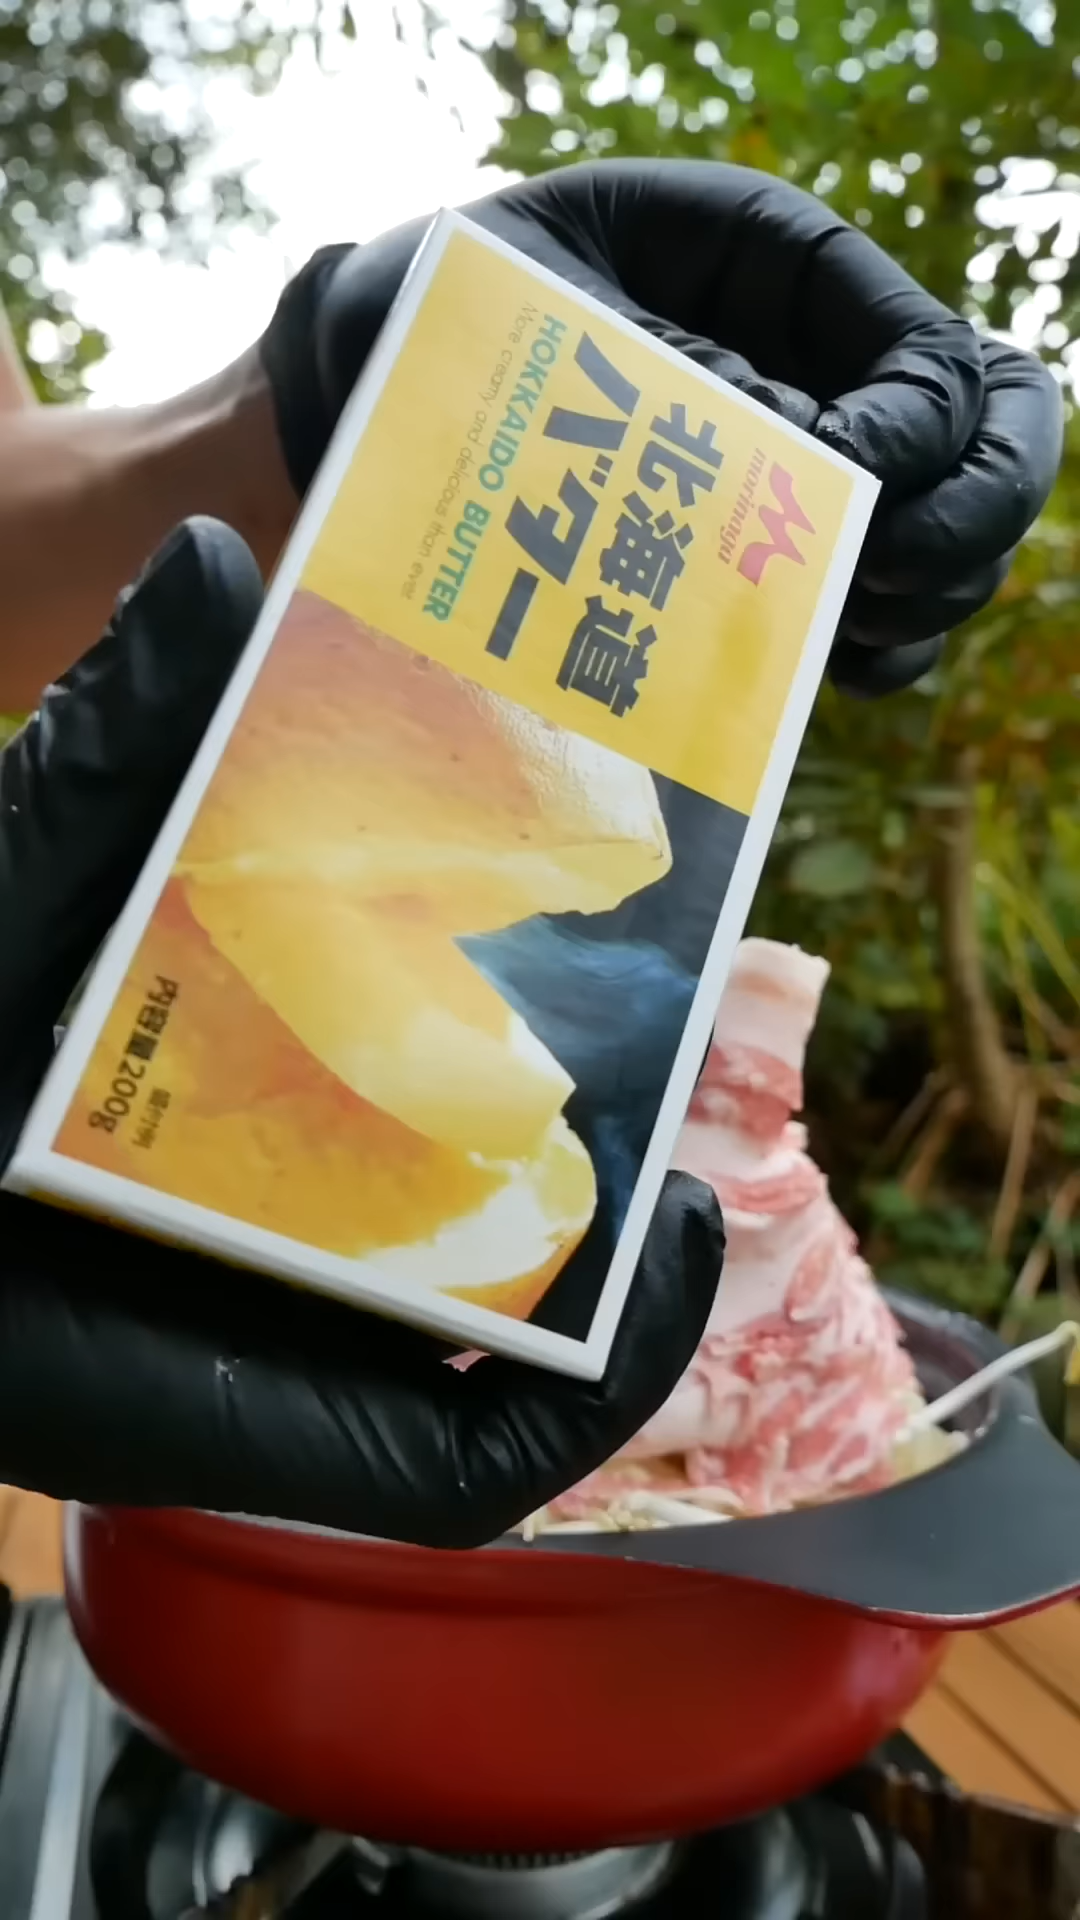 morinaga
北海道
バター
HOKKAIDO BUTTER
More creamy and delicious than ever
内容量200g